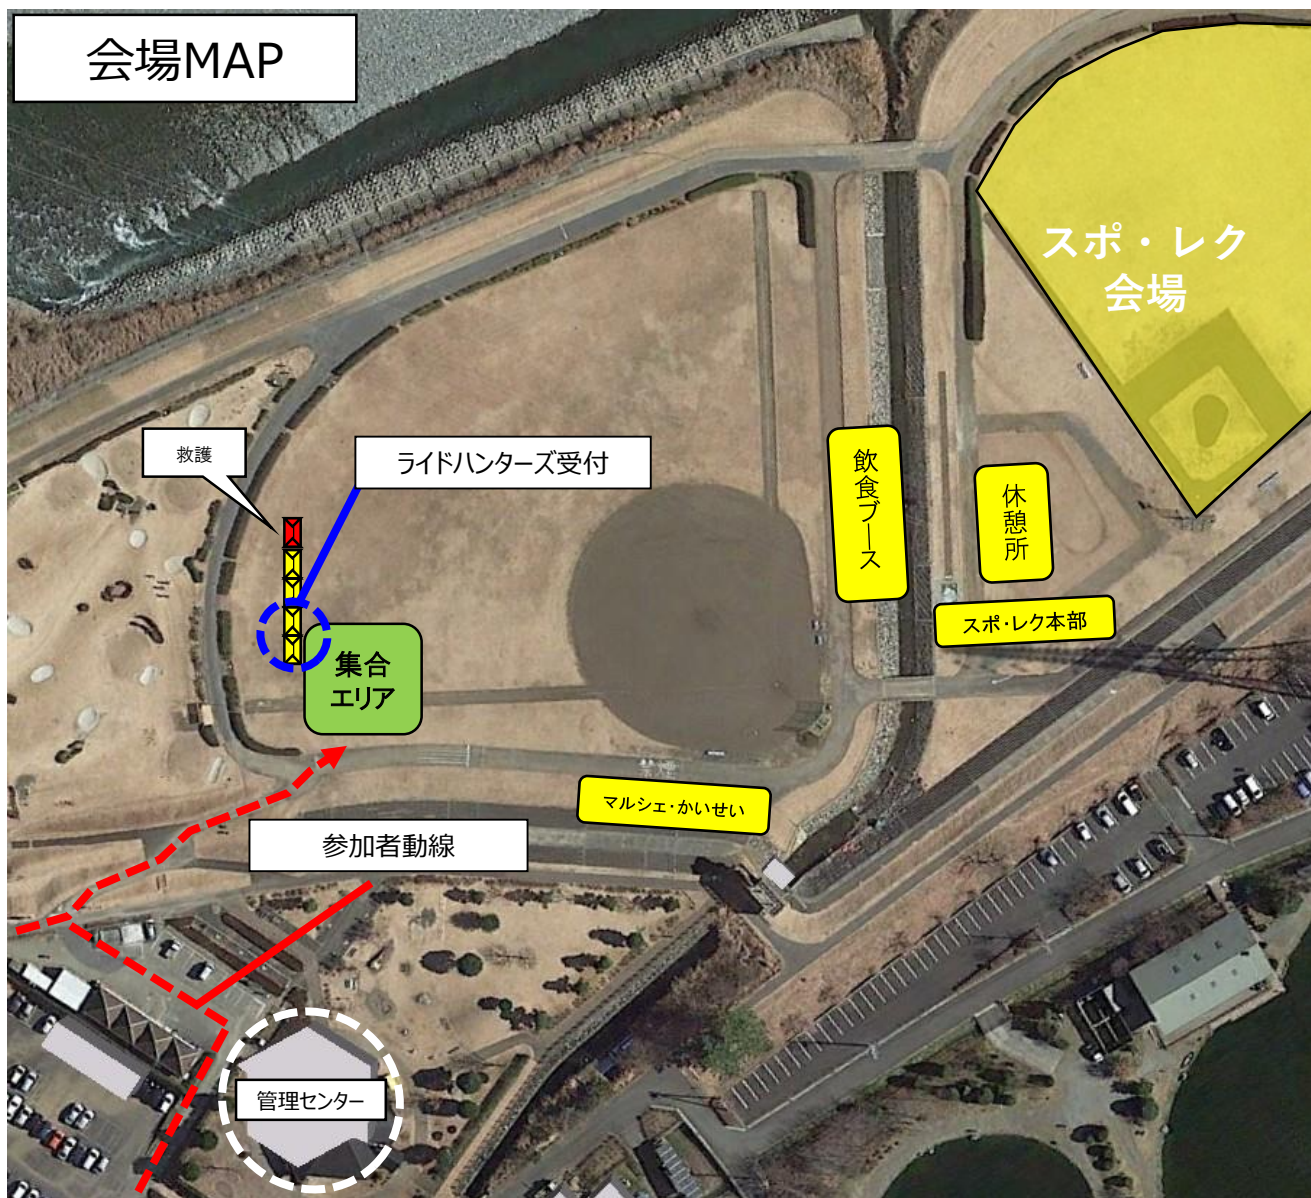 会場MAP
スポ・レク
会場
救護
ライドハンターズ受付
飲食ブース
休憩所
スポ・レク本部
集合
エリア
マルシェ・かいせい
参加者動線
管理センター